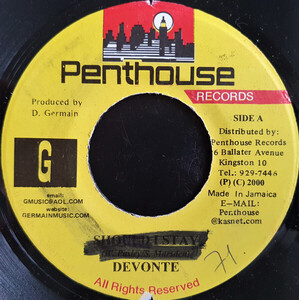 Penthouse
RECORDS
Produced by
D. Germain
SIDE A
Distributed by:
Penthouse Records
6 Ballater Avenue
Kingston 10
Tel.: 929-7446
(P) (C) 2000
Made in Jamaica
E-MAIL:
Penthouse
@kasnet.com
G
email:
GMUSIC@AOL.COM
website:
GERMAINMUSIC.COM
SHOULD I STAY
DEVONTE
71.
All Rights Reserved